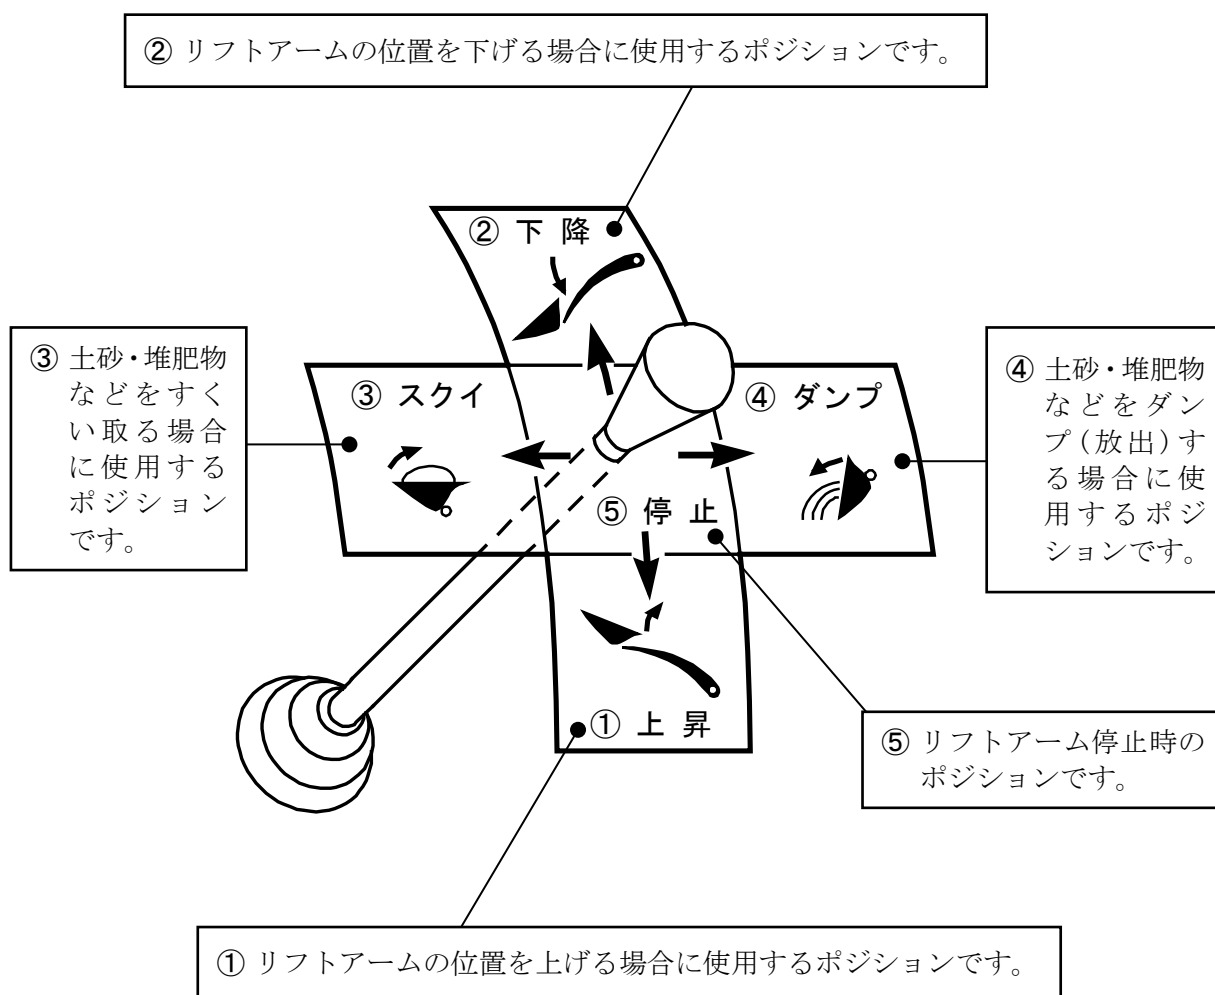 ② リフトアームの位置を下げる場合に使用するポジションです。
② 下 降
③ 土砂・堆肥物
などをすく
い取る場合
に使用する
ポジション
です。
③ スクイ
④ ダンプ
④ 土砂・堆肥物
などをダン
プ(放出)す
る場合に使
用するポジ
ションです。
⑤ 停 止
① 上 昇
⑤ リフトアーム停止時の
ポジションです。
① リフトアームの位置を上げる場合に使用するポジションです。